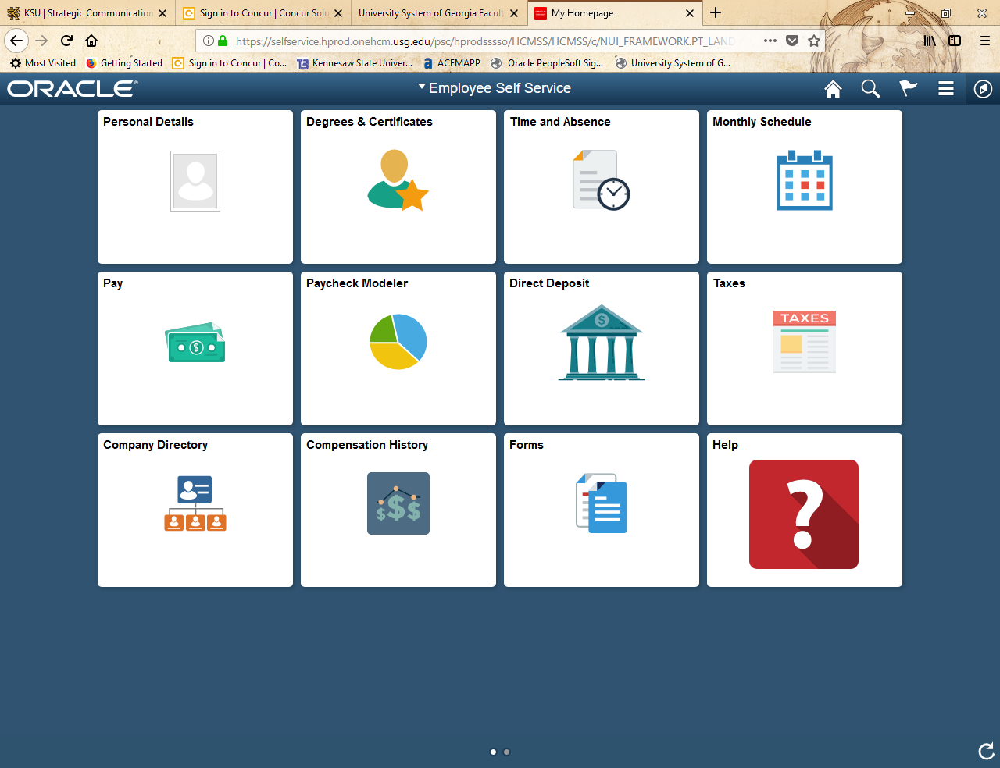 KSU | Strategic Communication
Sign in to Concur | Concur Solu
University System of Georgia Facult
My Homepage
https://selfservice.hprod.onehcm.usg.edu/psc/hprodsssso/HCMSS/HCMSS/c/NUI_FRAMEWORK.PT_LAND
Most Visited
Getting Started
Sign in to Concur | Co...
Kennesaw State Univer...
ACEMAPP
Oracle PeopleSoft Sig...
University System of G...
ORACLE®
Employee Self Service
Personal Details
Degrees & Certificates
Time and Absence
Monthly Schedule
Pay
Paycheck Modeler
Direct Deposit
Taxes
TAXES
Company Directory
Compensation History
Forms
Help